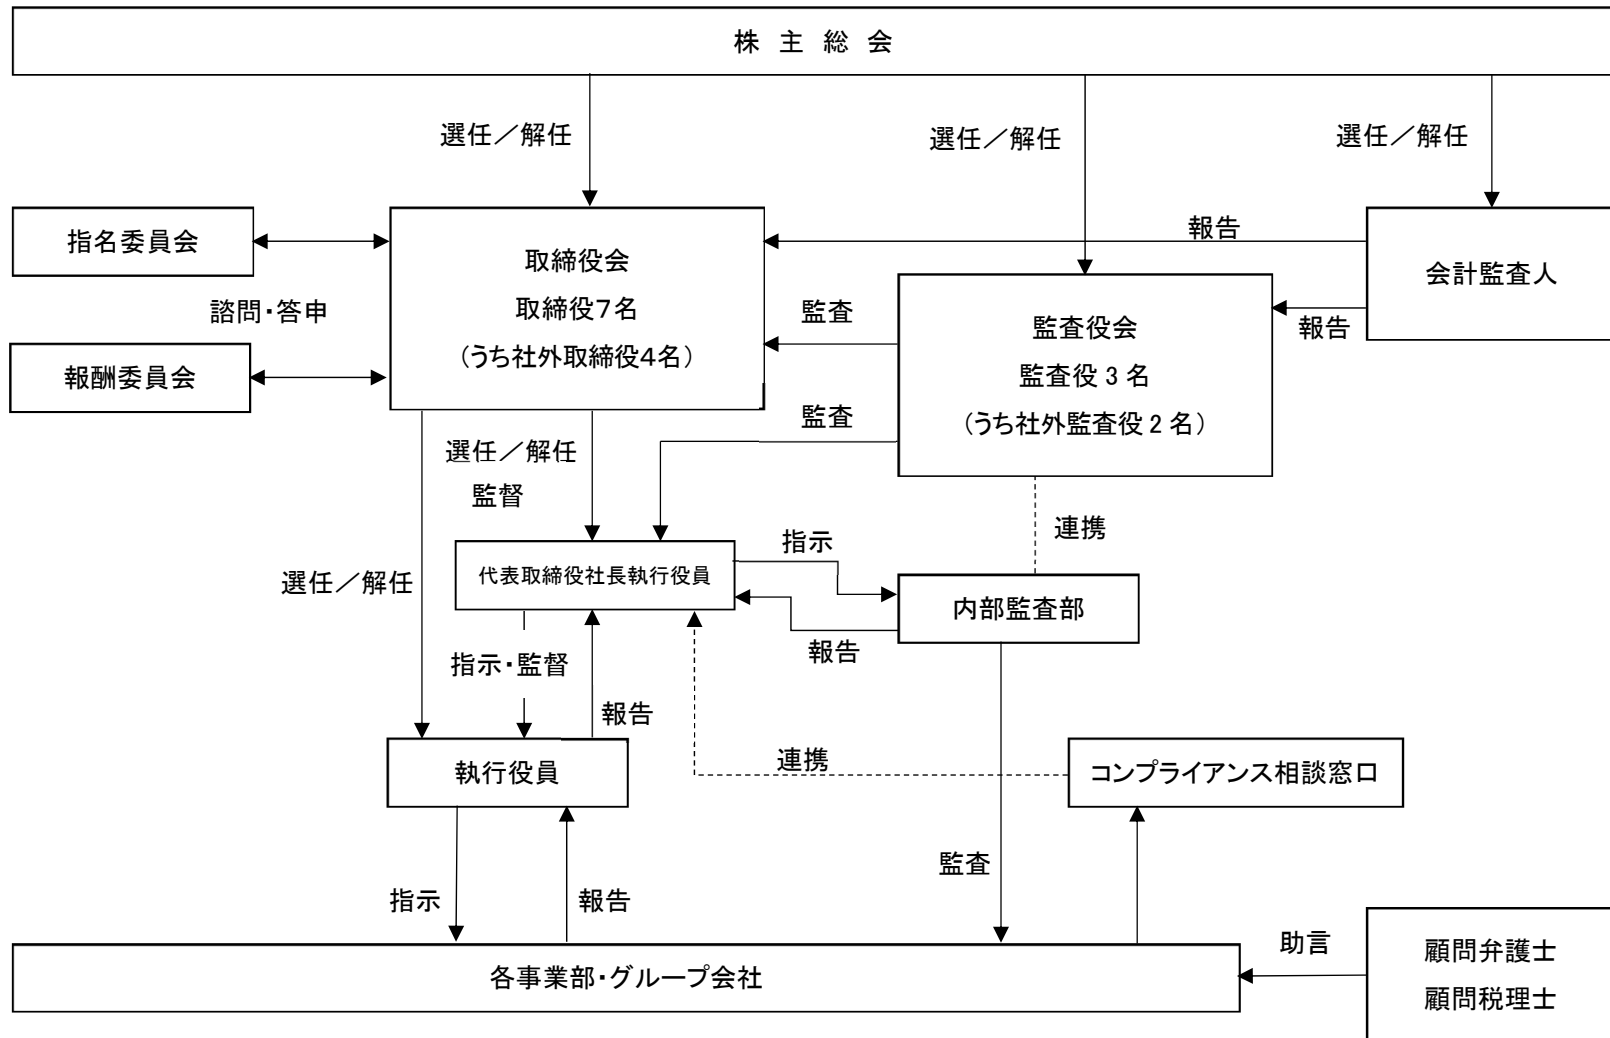 株 主 総 会
選任／解任
選任／解任
選任／解任
指名委員会
諮問・答申
報酬委員会
取締役会
取締役７名
（うち社外取締役４名）
報告
監査
監査
監査役会
監査役 3 名
（うち社外監査役 2 名）
会計監査人
報告
選任／解任
監督
連携
選任／解任
代表取締役社長執行役員
指示
報告
内部監査部
指示・監督
報告
執行役員
連携
コンプライアンス相談窓口
指示
報告
監査
各事業部・グループ会社
助言
顧問弁護士
顧問税理士